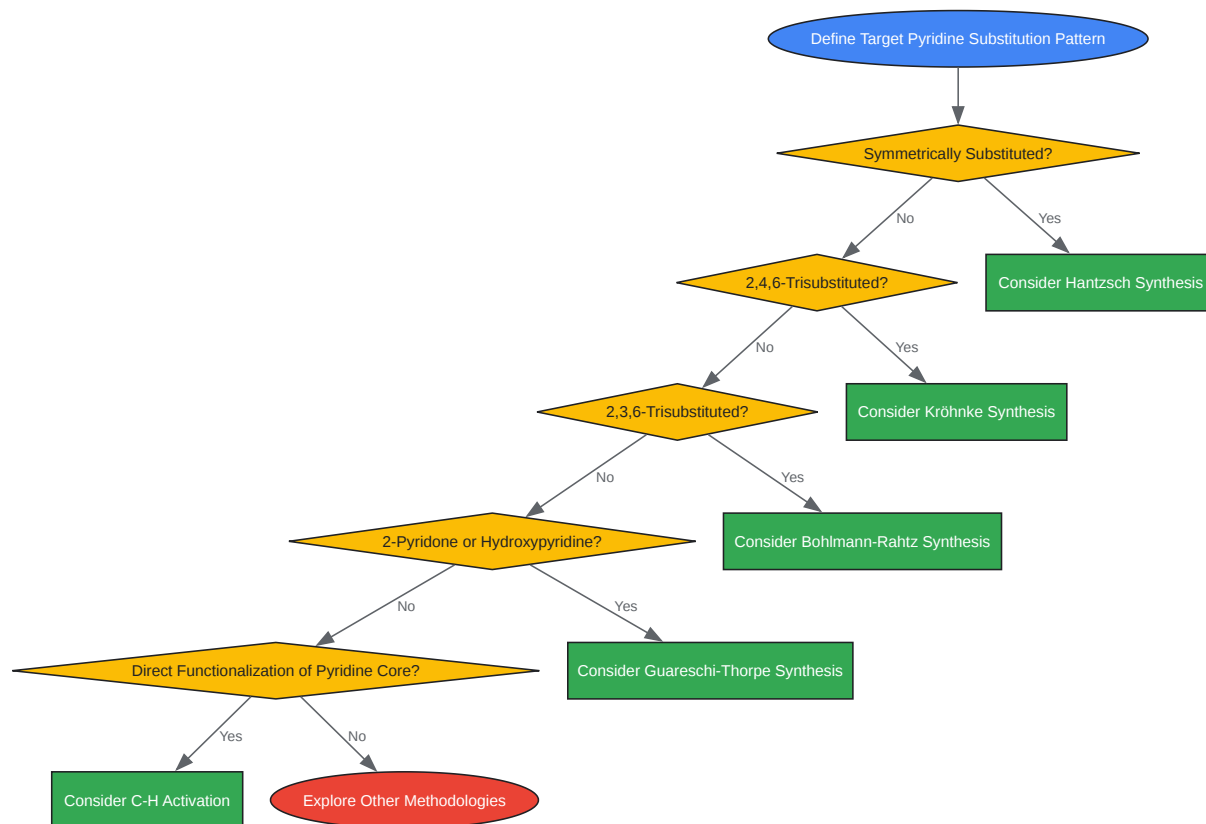 Define Target Pyridine Substitution Pattern
Symmetrically Substituted?
No
Yes
2,4,6-Trisubstituted?
Consider Hantzsch Synthesis
No
Yes
2,3,6-Trisubstituted?
Consider Kröhnke Synthesis
No
Yes
2-Pyridone or Hydroxypyridine?
Consider Bohlmann-Rahtz Synthesis
No
Yes
Direct Functionalization of Pyridine Core?
Consider Guareschi-Thorpe Synthesis
Yes
No
Consider C-H Activation
Explore Other Methodologies